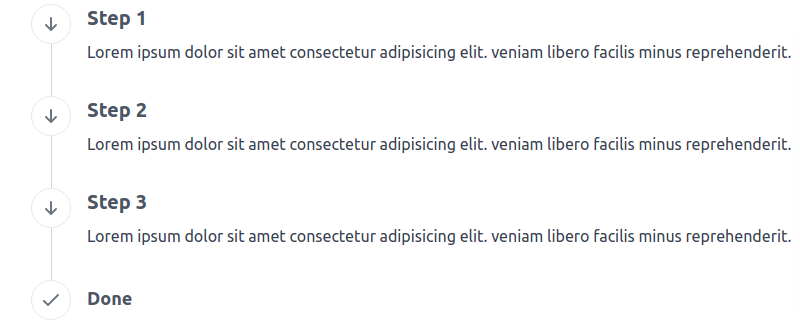 Step 1
Lorem ipsum dolor sit amet consectetur adipisicing elit. veniam libero facilis minus reprehenderit.
Step 2
Lorem ipsum dolor sit amet consectetur adipisicing elit. veniam libero facilis minus reprehenderit.
Step 3
Lorem ipsum dolor sit amet consectetur adipisicing elit. veniam libero facilis minus reprehenderit.
Done